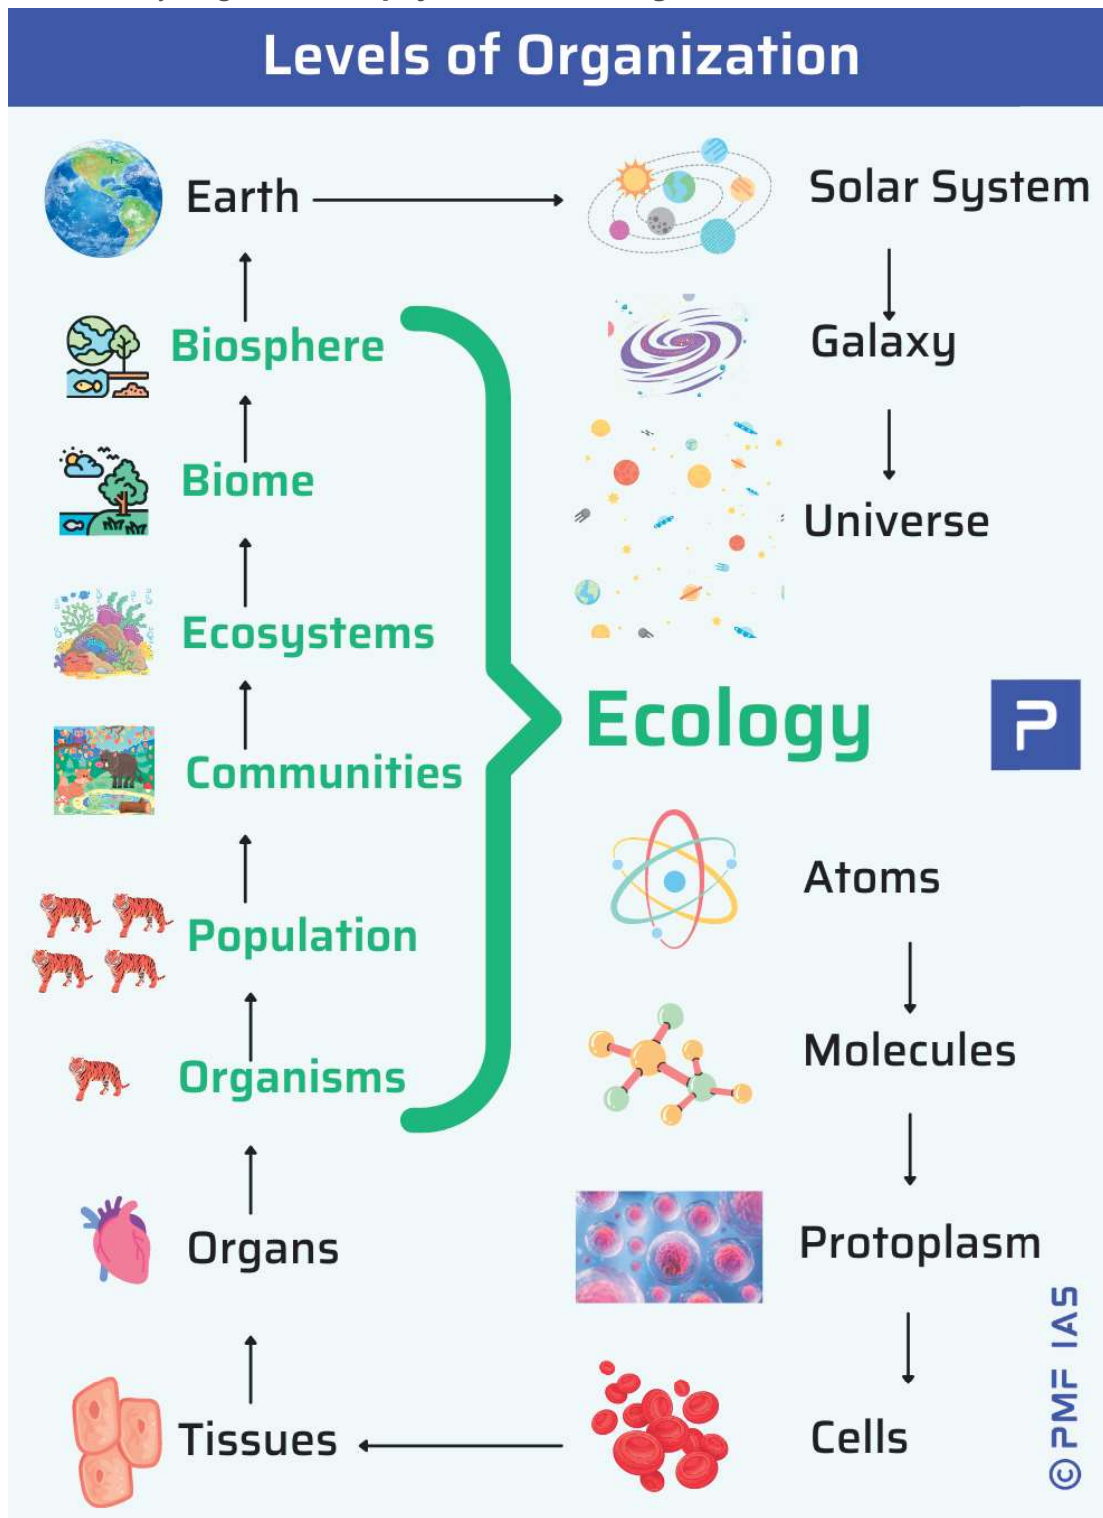 Levels of Organization
Earth
Solar System
Biosphere
Galaxy
Biome
Universe
Ecosystems
Communities
Ecology
P
Population
Atoms
Organisms
Molecules
Organs
Protoplasm
Tissues
Cells
© PMF IAS